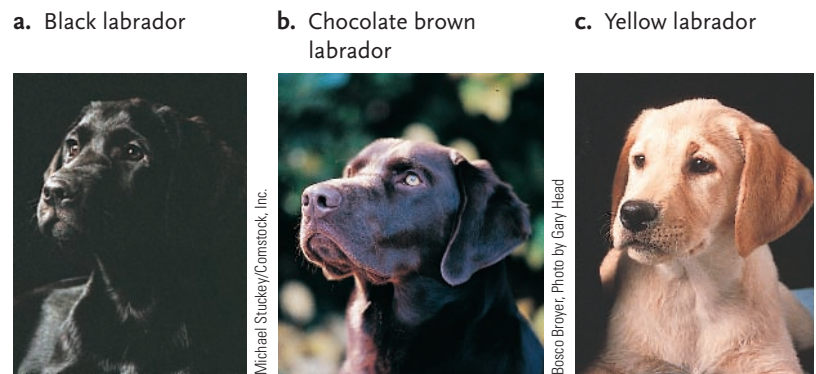 a. Black labrador
b. Chocolate brown
labrador
c. Yellow labrador
Michael Stuckey/Comstock, Inc.
Bosco Broyer, Photo by Gary Head